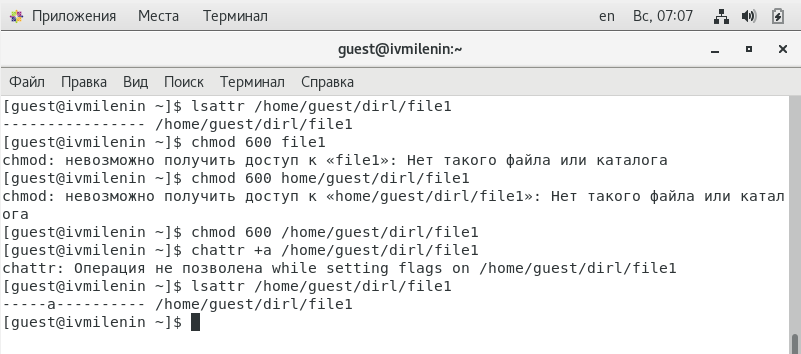 Приложения Места Терминал en Вс, 07:07
guest@ivmilenin:~
Файл Правка Вид Поиск Терминал Справка
[guest@ivmilenin ~]$ lsattr /home/guest/dirl/file1
---------------- /home/guest/dirl/file1
[guest@ivmilenin ~]$ chmod 600 file1
chmod: невозможно получить доступ к «file1»: Нет такого файла или каталога
[guest@ivmilenin ~]$ chmod 600 home/guest/dirl/file1
chmod: невозможно получить доступ к «home/guest/dirl/file1»: Нет такого файла или катал
ога
[guest@ivmilenin ~]$ chmod 600 /home/guest/dirl/file1
[guest@ivmilenin ~]$ chattr +a /home/guest/dirl/file1
chattr: Операция не позволена while setting flags on /home/guest/dirl/file1
[guest@ivmilenin ~]$ lsattr /home/guest/dirl/file1
-----a---------- /home/guest/dirl/file1
[guest@ivmilenin ~]$